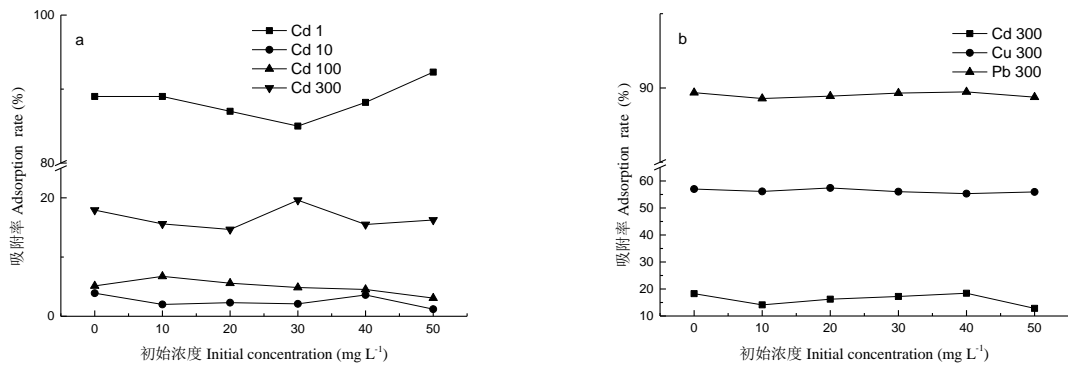 100
80
20
0
吸附率 Adsorption rate (%)
a
Cd 1
Cd 10
Cd 100
Cd 300
0 10 20 30 40 50
初始浓度 Initial concentration (mg L-1)
90
60
50
40
30
20
10
吸附率 Adsorption rate (%)
b
Cd 300
Cu 300
Pb 300
0 10 20 30 40 50
初始浓度 Initial concentration (mg L-1)